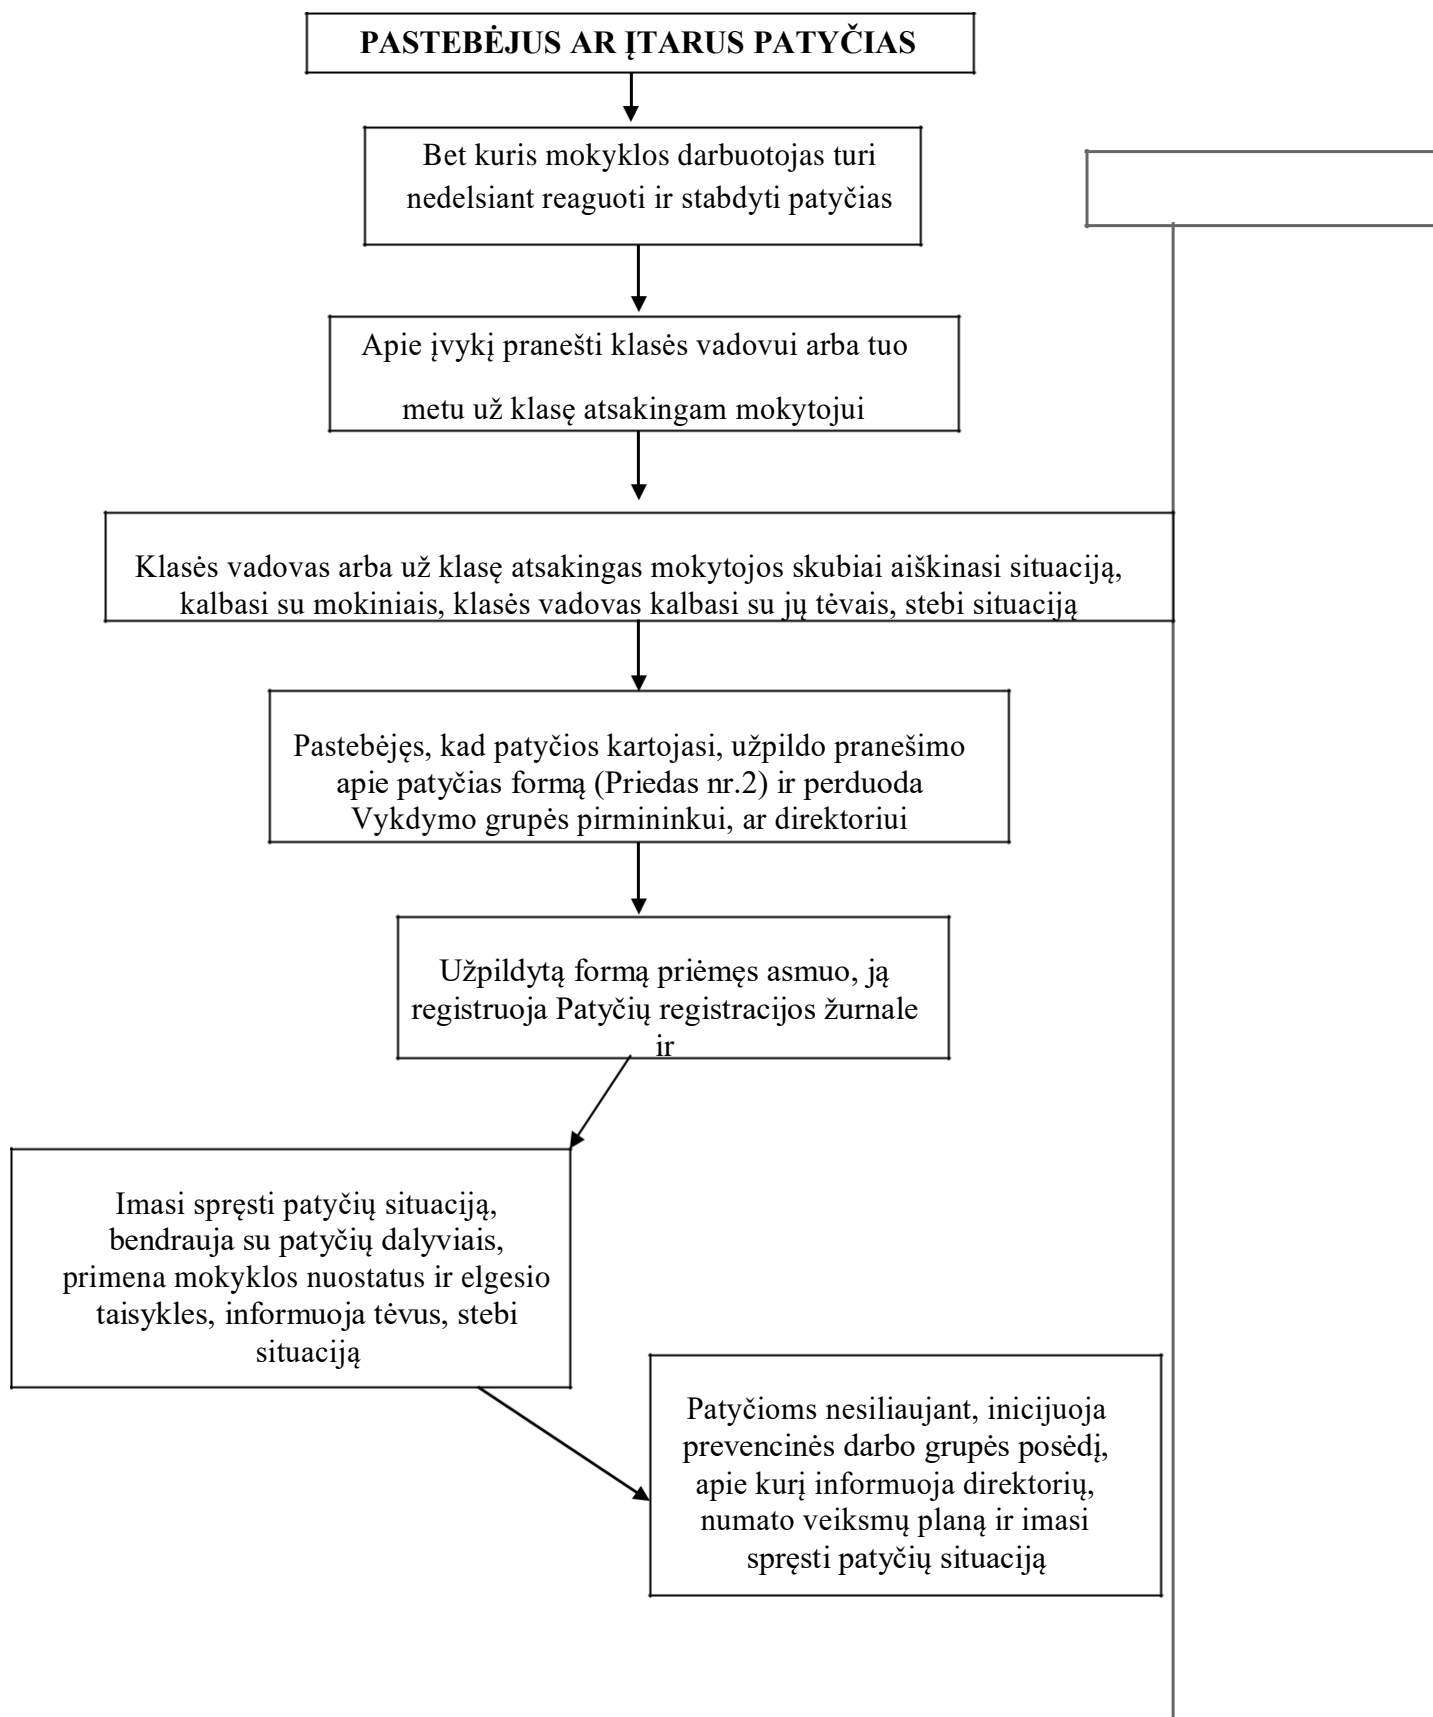 PASTEBĖJUS AR ĮTARUS PATYČIAS
Bet kuris mokyklos darbuotojas turi
nedelsiant reaguoti ir stabdyti patyčias
Apie įvykį pranešti klasės vadovui arba tuo
metu už klasę atsakingam mokytojui
Klasės vadovas arba už klasę atsakingas mokytojos skubiai aiškinasi situaciją,
kalbasi su mokiniais, klasės vadovas kalbasi su jų tėvais, stebi situaciją
Pastebėjęs, kad patyčios kartojasi, užpildo pranešimo
apie patyčias formą (Priedas nr.2) ir perduoda
Vykdymo grupės pirmininkui, ar direktoriui
Užpildytą formą priėmęs asmuo, ją
registruoja Patyčių registracijos žurnale
ir
Imasi spręsti patyčių situaciją,
bendrauja su patyčių dalyviais,
primena mokyklos nuostatus ir elgesio
taisykles, informuoja tėvus, stebi
situaciją
Patyčioms nesiliaujant, inicijuoja
prevencinės darbo grupės posėdį,
apie kurį informuoja direktorių,
numato veiksmų planą ir imasi
spręsti patyčių situaciją